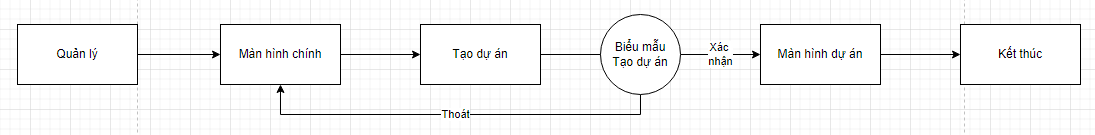 Quản lý
Màn hình chính
Tạo dự án
Biểu mẫu
Tạo dự án
Xác
nhận
Màn hình dự án
Kết thúc
Thoát